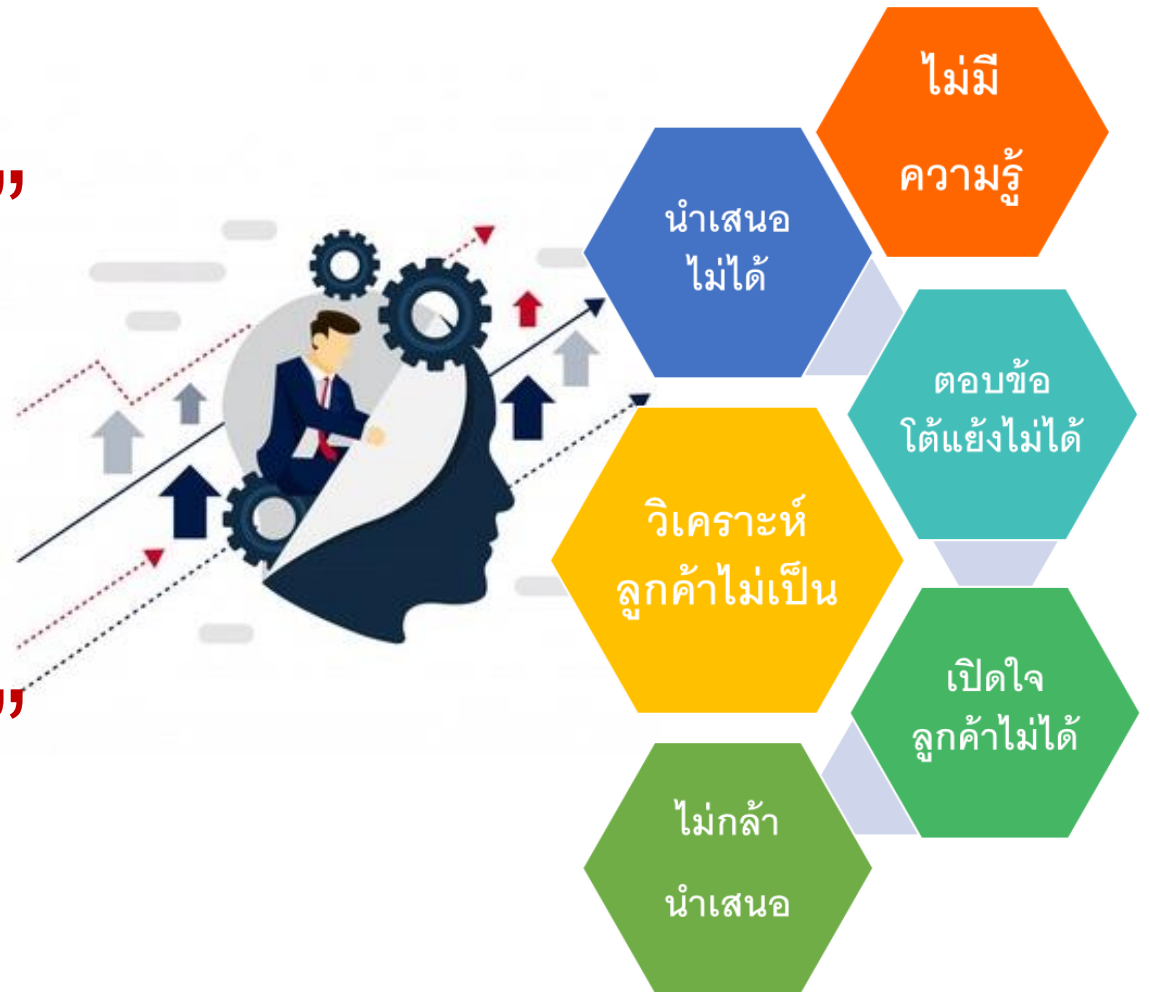 ”
”
ไม่มี
ความรู้
นำเสนอ
ไม่ได้
ตอบข้อ
โต้แย้งไม่ได้
วิเคราะห์
ลูกค้าไม่เป็น
เปิดใจ
ลูกค้าไม่ได้
ไม่กล้า
นำเสนอ